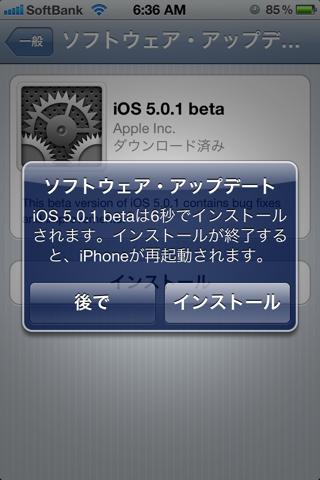 SoftBank 6:36 AM 85%
一般 ソフトウェア・アップデ...
iOS 5.0.1 beta
Apple Inc.
ダウンロード済み
This beta version of iOS 5.0.1 contains bug fixes
ソフトウェア・アップデート
iOS 5.0.1 betaは6秒でインストール
されます。インストールが終了する
と、iPhoneが再起動されます。
インストール
後で インストール